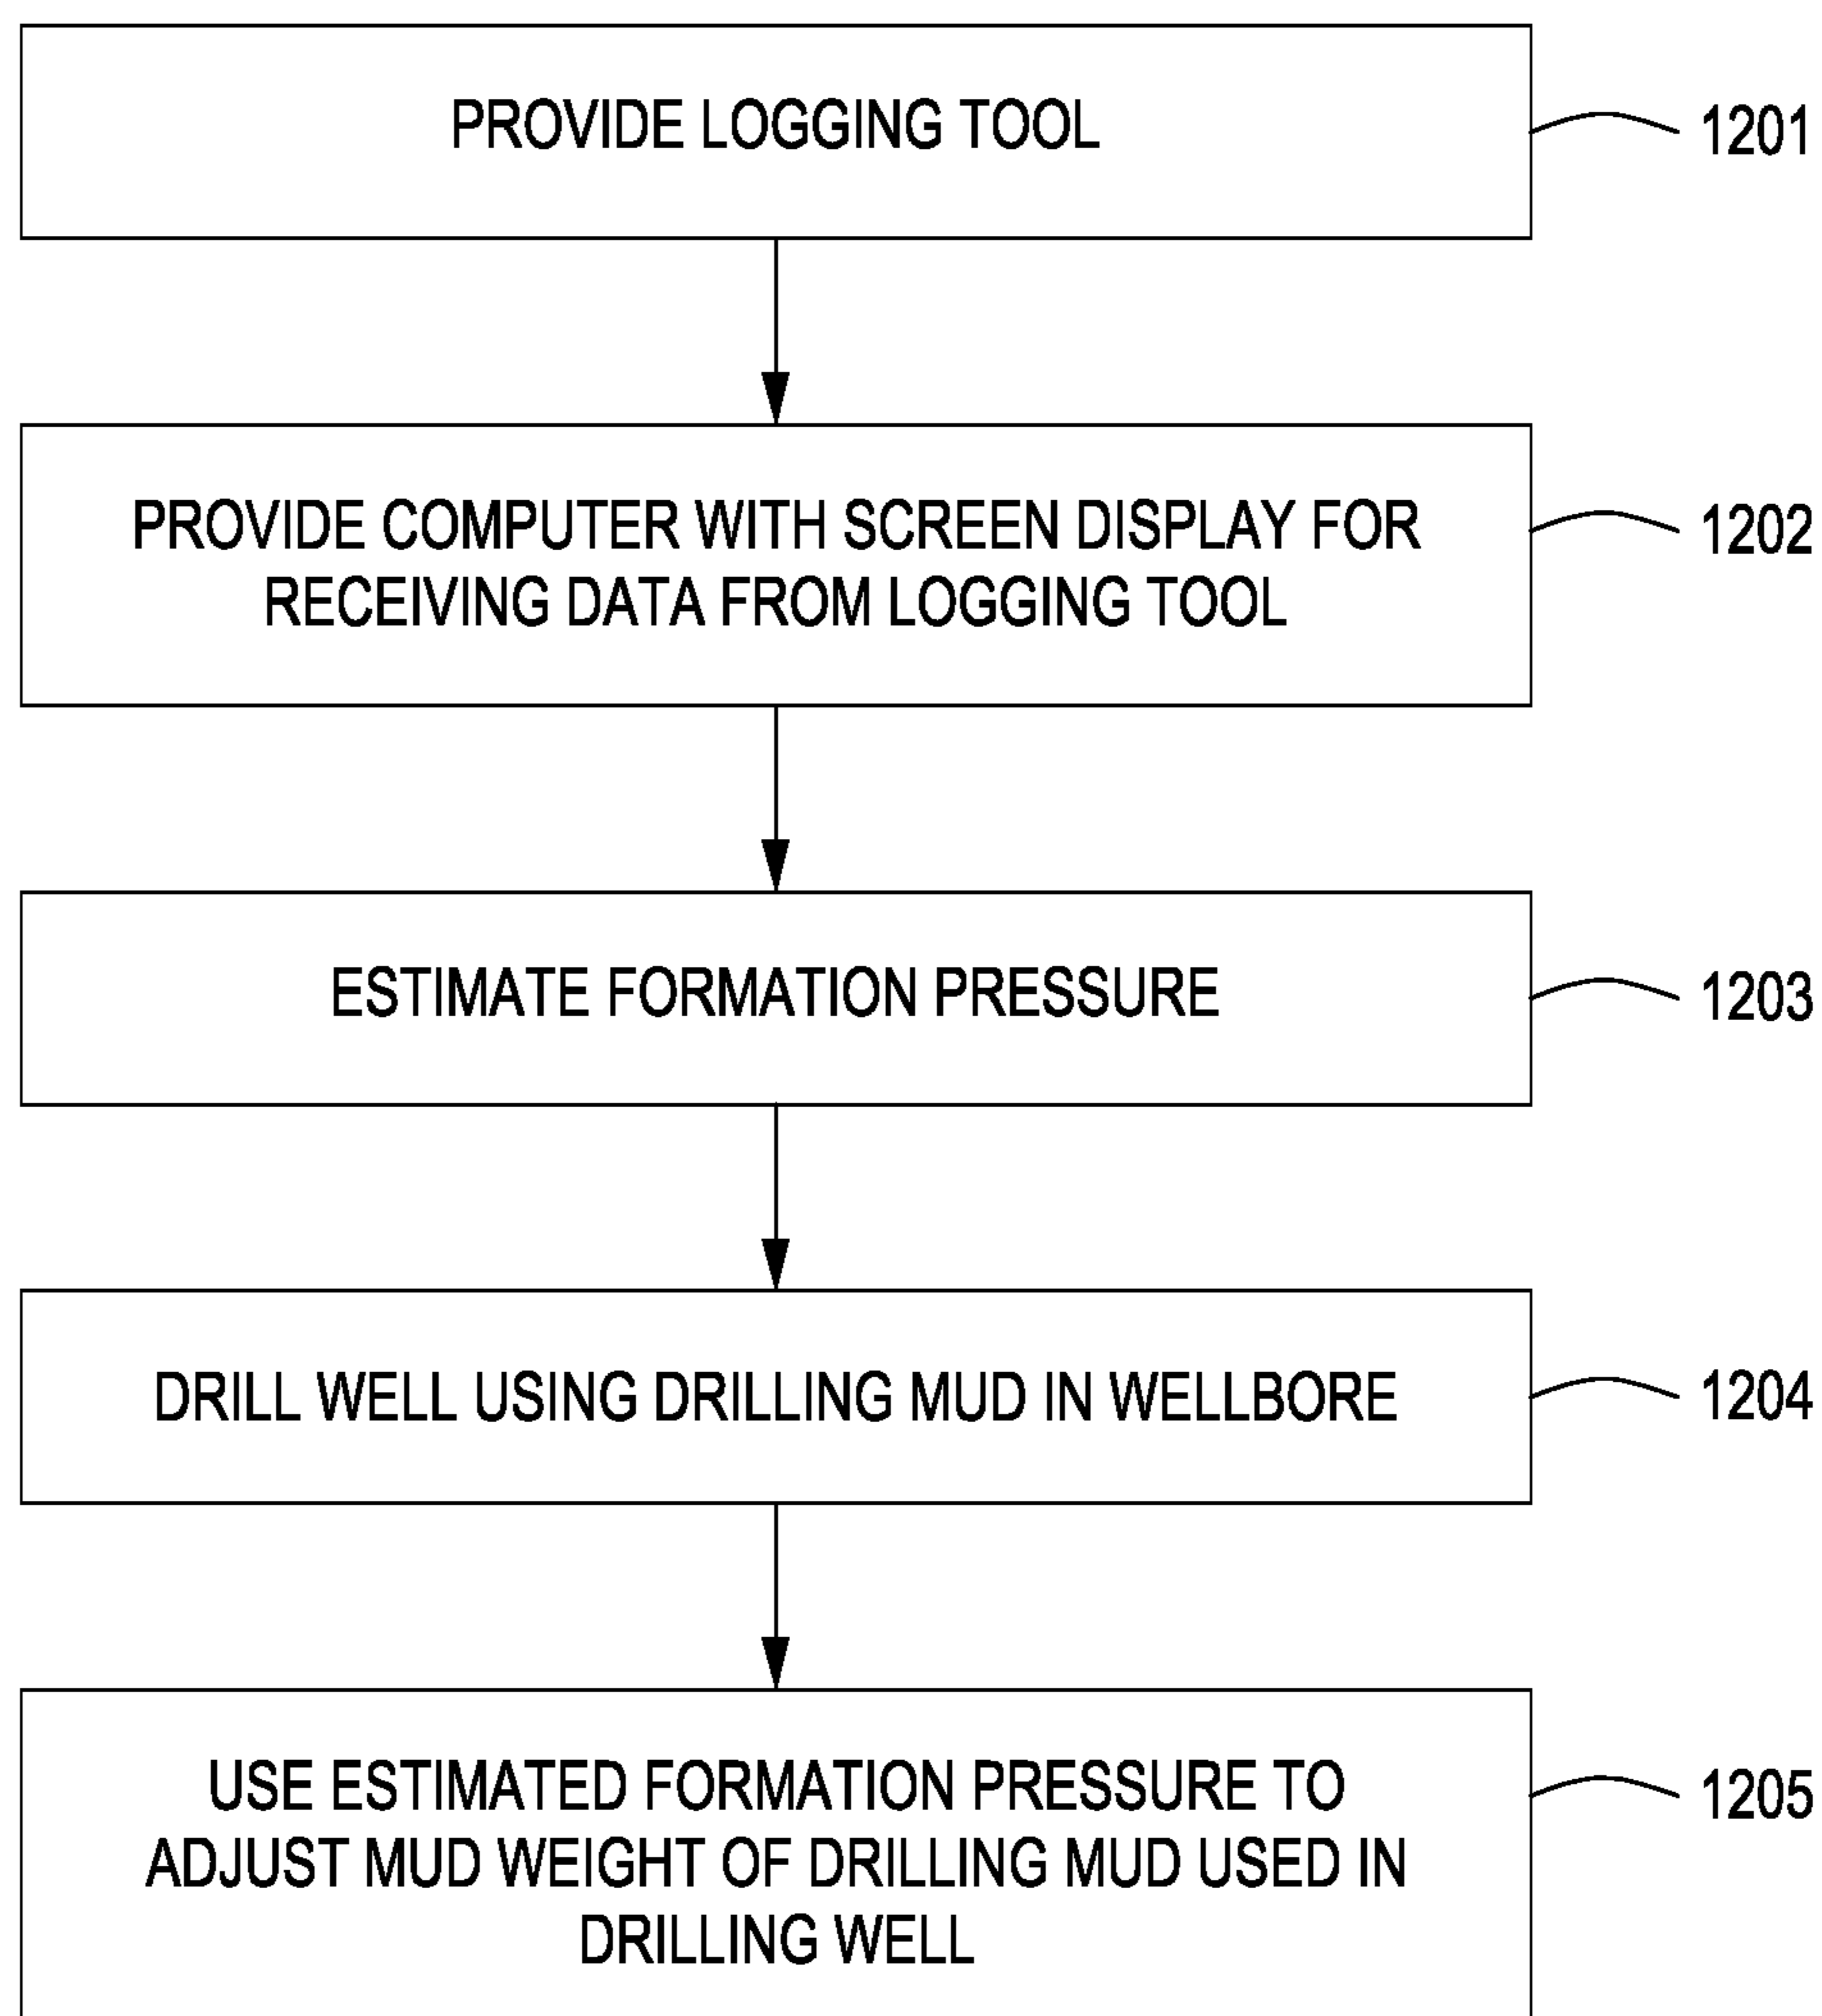 PROVIDE LOGGING TOOL
1201
PROVIDE COMPUTER WITH SCREEN DISPLAY FOR
RECEIVING DATA FROM LOGGING TOOL
1202
ESTIMATE FORMATION PRESSURE
1203
DRILL WELL USING DRILLING MUD IN WELLBORE
1204
USE ESTIMATED FORMATION PRESSURE TO
ADJUST MUD WEIGHT OF DRILLING MUD USED IN
DRILLING WELL
1205